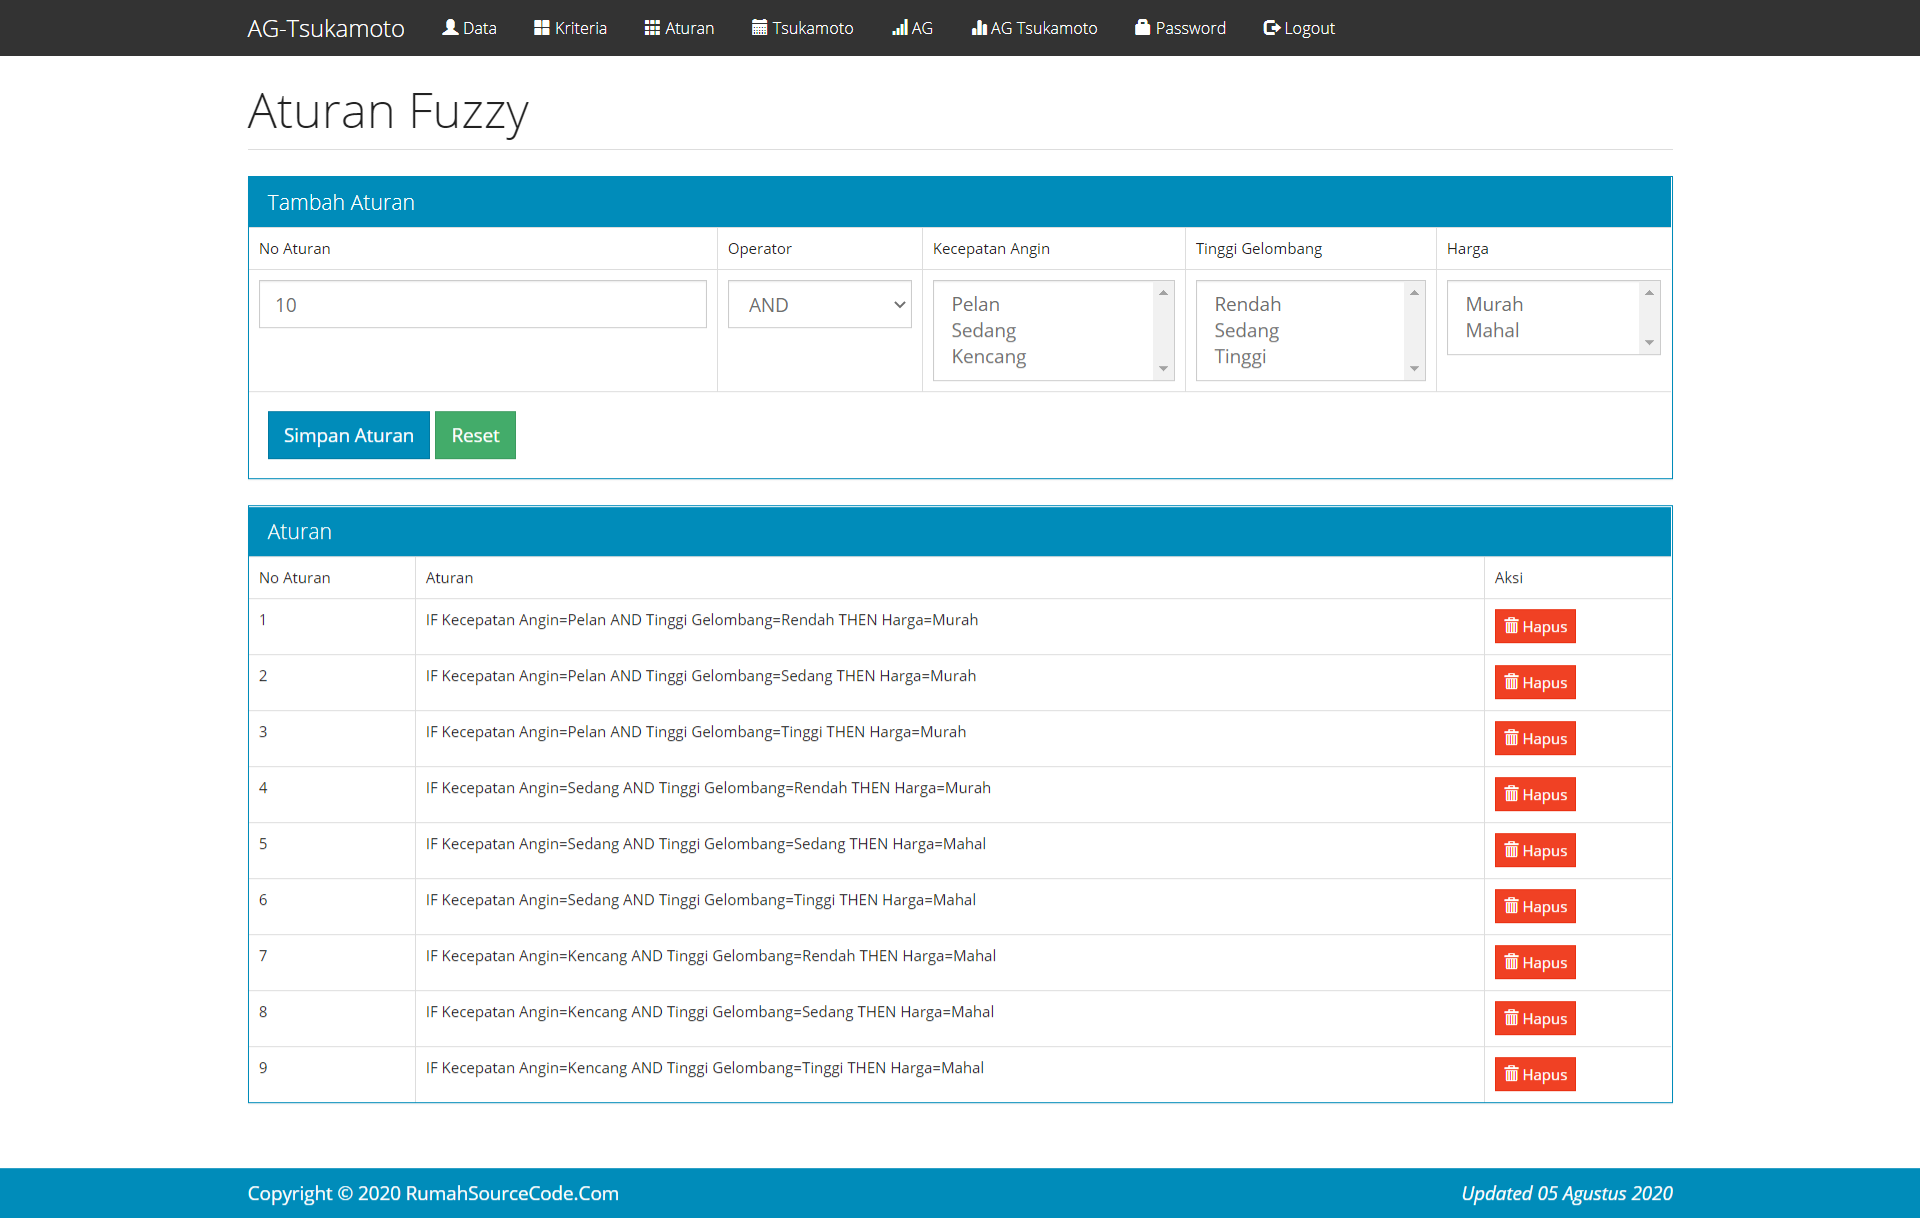 AG-Tsukamoto Data Kriteria Aturan Tsukamoto AG AG Tsukamoto Password Logout
Aturan Fuzzy
Tambah Aturan
No Aturan Operator Kecepatan Angin Tinggi Gelombang Harga
10 AND Pelan Rendah Murah
Sedang Sedang Mahal
Kencang Tinggi
Simpan Aturan Reset
Aturan
No Aturan Aturan Aksi
1 IF Kecepatan Angin=Pelan AND Tinggi Gelombang=Rendah THEN Harga=Murah Hapus
2 IF Kecepatan Angin=Pelan AND Tinggi Gelombang=Sedang THEN Harga=Murah Hapus
3 IF Kecepatan Angin=Pelan AND Tinggi Gelombang=Tinggi THEN Harga=Murah Hapus
4 IF Kecepatan Angin=Sedang AND Tinggi Gelombang=Rendah THEN Harga=Murah Hapus
5 IF Kecepatan Angin=Sedang AND Tinggi Gelombang=Sedang THEN Harga=Mahal Hapus
6 IF Kecepatan Angin=Sedang AND Tinggi Gelombang=Tinggi THEN Harga=Mahal Hapus
7 IF Kecepatan Angin=Kencang AND Tinggi Gelombang=Rendah THEN Harga=Mahal Hapus
8 IF Kecepatan Angin=Kencang AND Tinggi Gelombang=Sedang THEN Harga=Mahal Hapus
9 IF Kecepatan Angin=Kencang AND Tinggi Gelombang=Tinggi THEN Harga=Mahal Hapus
Copyright © 2020 RumahSourceCode.Com Updated 05 Agustus 2020